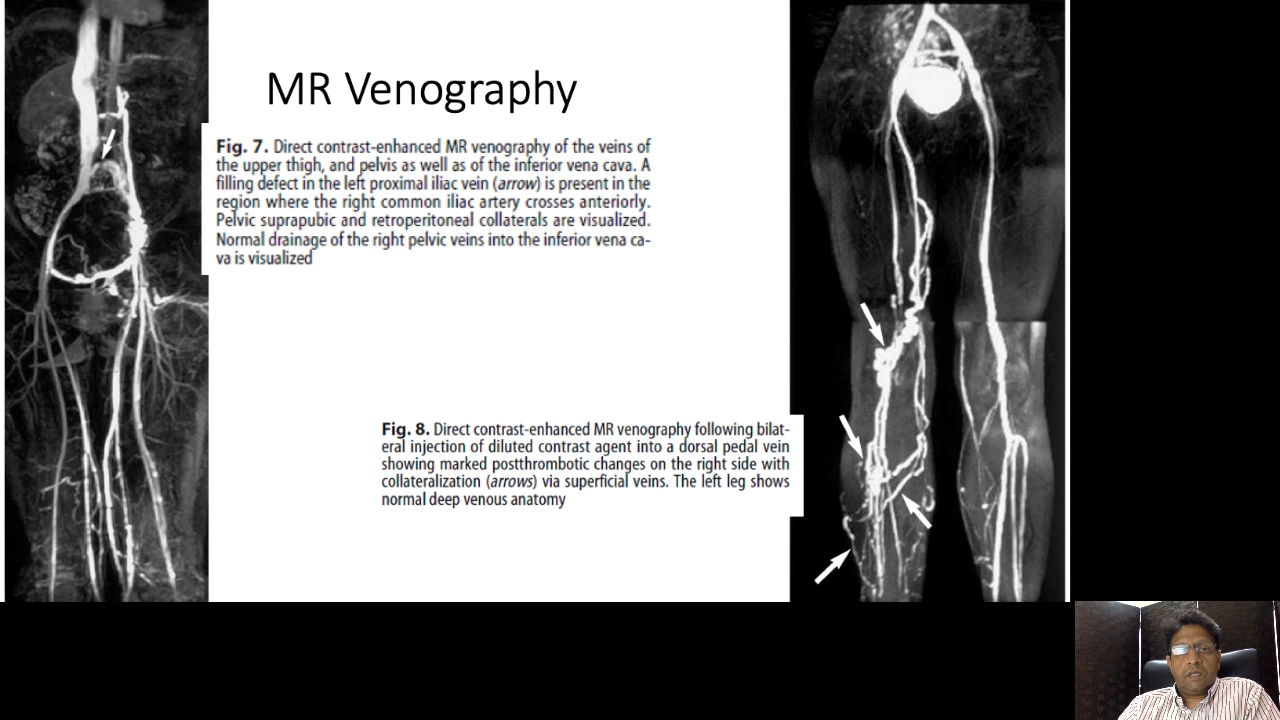 MR Venography
Fig. 7. Direct contrast-enhanced MR venography of the veins of
the upper thigh, and pelvis as well as of the inferior vena cava. A
filling defect in the left proximal iliac vein (arrow) is present in the
region where the right common iliac artery crosses anteriorly.
Pelvic suprapubic and retroperitoneal collaterals are visualized.
Normal drainage of the right pelvic veins into the inferior vena ca-
va is visualized
Fig. 8. Direct contrast-enhanced MR venography following bilat-
eral injection of diluted contrast agent into a dorsal pedal vein
showing marked postthrombotic changes on the right side with
collateralization (arrows) via superficial veins. The left leg shows
normal deep venous anatomy